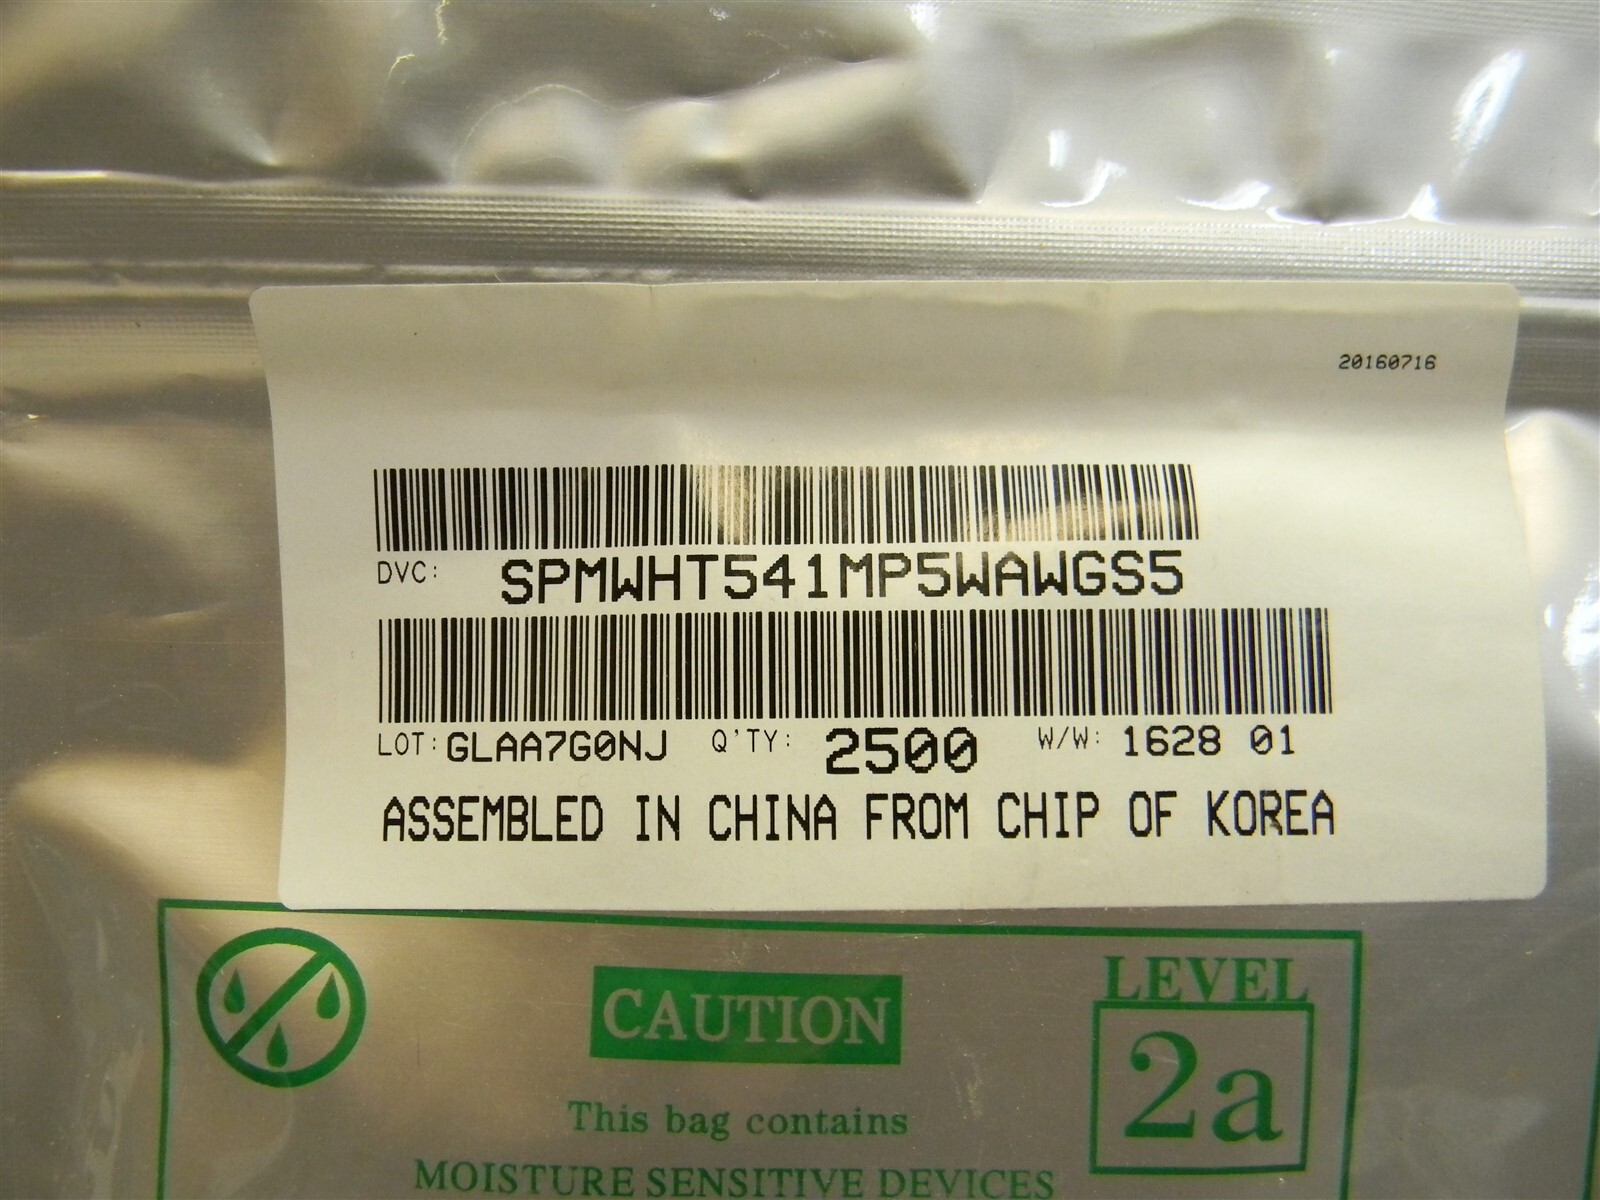 20160716
DVC: SPMWHT541MP5WAWGS5
LOT: GLAA7G0NJ Q'TY: 2500 W/W: 1628 01
ASSEMBLED IN CHINA FROM CHIP OF KOREA
CAUTION
LEVEL
2a
This bag contains
MOISTURE SENSITIVE DEVICES